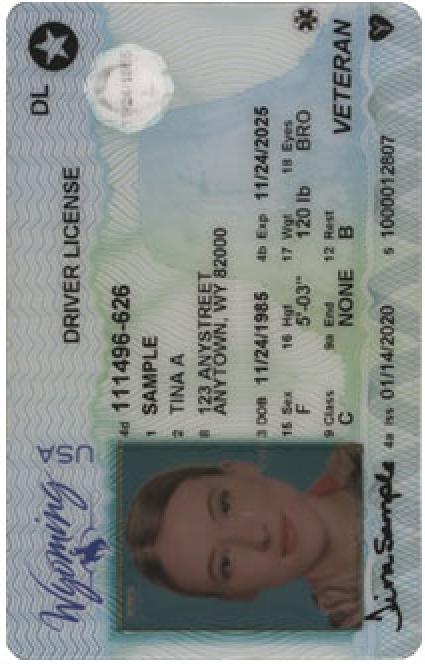 Wyoming USA
DRIVER LICENSE
DL
4d 111496-626
1 SAMPLE
2 TINA A
8 123 ANYSTREET
ANYTOWN, WY 82000
3 DOB 11/24/1985 4b Exp 11/24/2025
15 Sex 16 Hgt 17 Wgt 18 Eyes
F 5'-03" 120 lb BRO
9 Class 9a End 12 Rest
C NONE B
VETERAN
4a Iss 01/14/2020 5 1000012807
Tina Sample